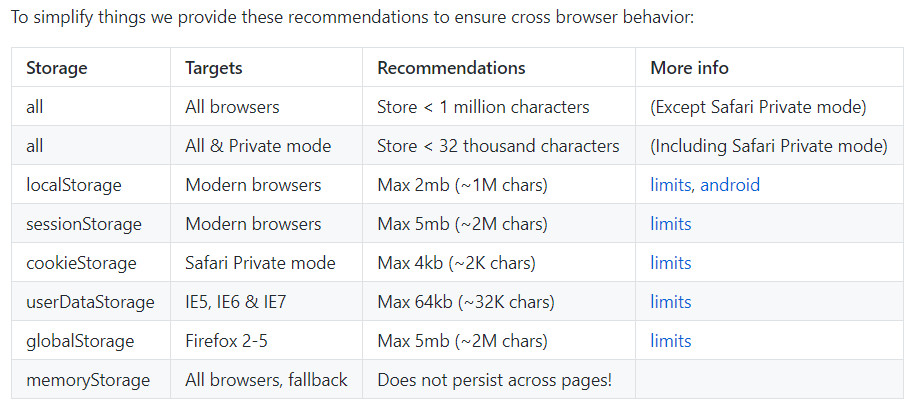 To simplify things we provide these recommendations to ensure cross browser behavior:
Storage Targets Recommendations More info
all All browsers Store < 1 million characters (Except Safari Private mode)
all All & Private mode Store < 32 thousand characters (Including Safari Private mode)
localStorage Modern browsers Max 2mb (~1M chars) limits, android
sessionStorage Modern browsers Max 5mb (~2M chars) limits
cookieStorage Safari Private mode Max 4kb (~2K chars) limits
userDataStorage IE5, IE6 & IE7 Max 64kb (~32K chars) limits
globalStorage Firefox 2-5 Max 5mb (~2M chars) limits
memoryStorage All browsers, fallback Does not persist across pages!